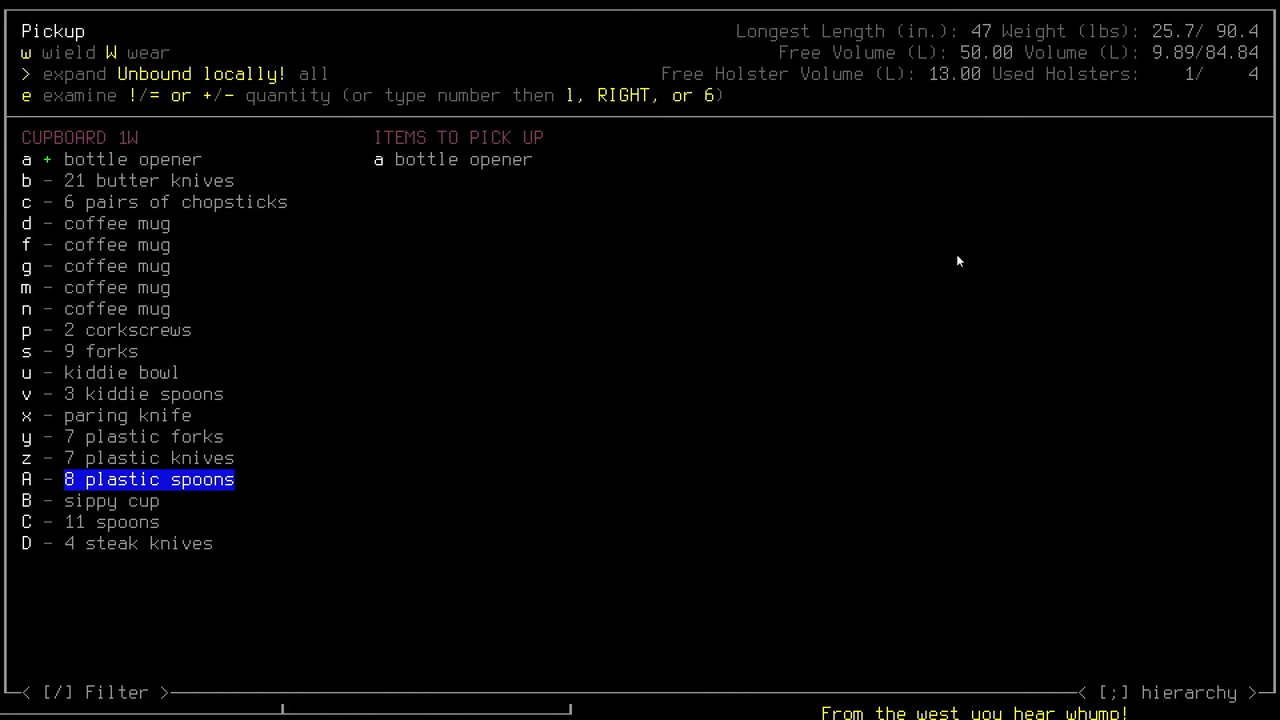 Pickup
Longest Length (in.): 47 Weight (lbs): 25.7/ 90.4
w wield W wear
Free Volume (L): 50.00 Volume (L): 9.89/84.84
> expand Unbound locally! all
Free Holster Volume (L): 13.00 Used Holsters: 1/ 4
e examine !/= or +/- quantity (or type number then l, RIGHT, or 6)
CUPBOARD 1W
ITEMS TO PICK UP
a + bottle opener
a bottle opener
b - 21 butter knives
c - 6 pairs of chopsticks
d - coffee mug
f - coffee mug
g - coffee mug
m - coffee mug
n - coffee mug
p - 2 corkscrews
s - 9 forks
u - kiddie bowl
v - 3 kiddie spoons
x - paring knife
y - 7 plastic forks
z - 7 plastic knives
A - 8 plastic spoons
B - sippy cup
C - 11 spoons
D - 4 steak knives
< [/] Filter >
< [;] hierarchy >
From the west you hear whump!